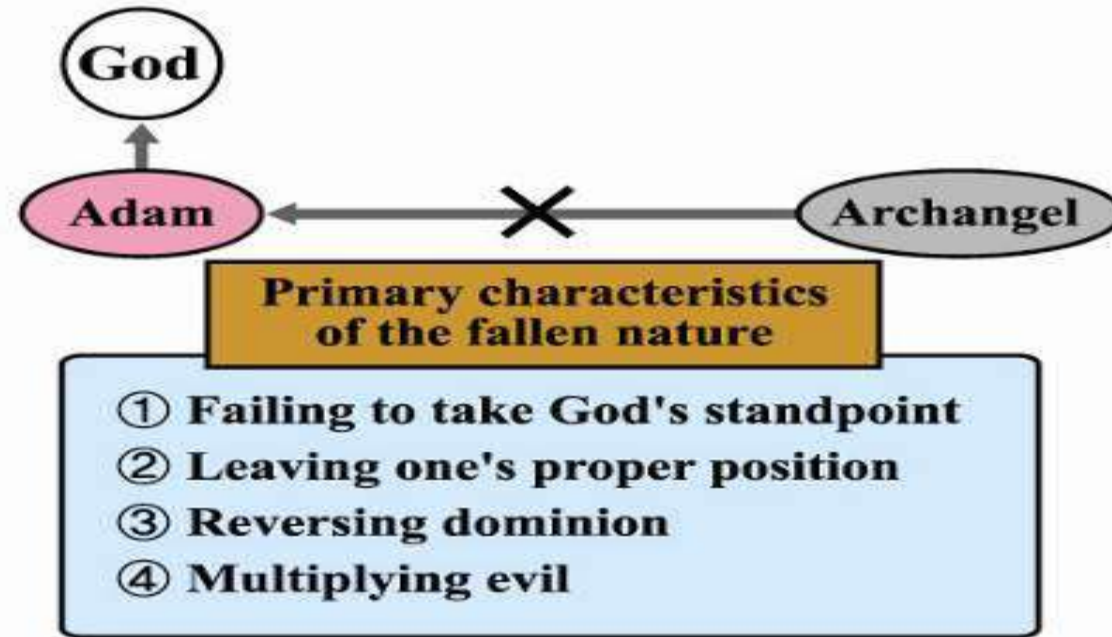 God
Adam
Archangel
Primary characteristics
of the fallen nature
① Failing to take God's standpoint
② Leaving one's proper position
③ Reversing dominion
④ Multiplying evil